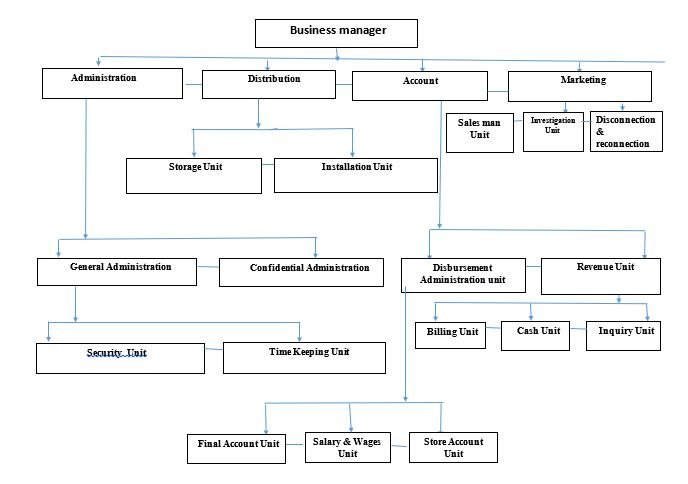 Business manager
Administration
Distribution
Account
Marketing
Sales man
Unit
Investigation
Unit
Disconnection
&
reconnection
Storage Unit
Installation Unit
General Administration
Confidential Administration
Disbursement
Administration unit
Revenue Unit
Billing Unit
Cash Unit
Inquiry Unit
Security Unit
Time Keeping Unit
Final Account Unit
Salary & Wages
Unit
Store Account
Unit